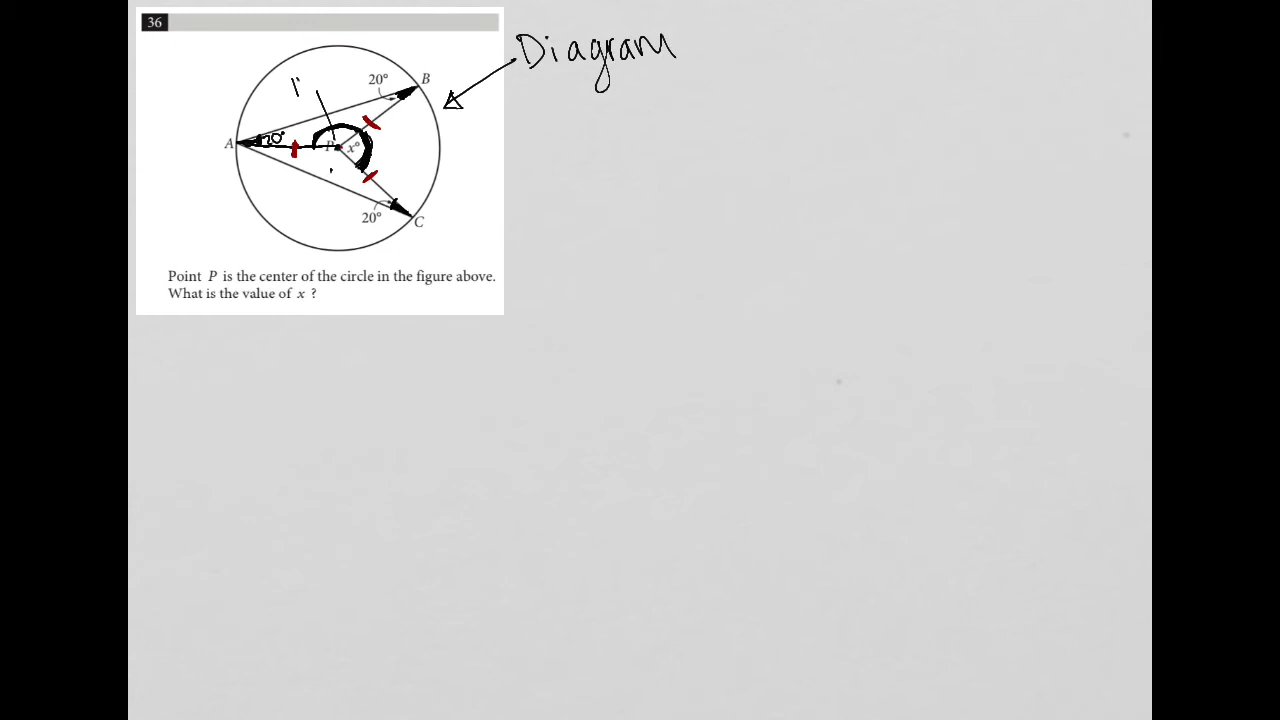 36
Diagram
20°
B
A
20°
P
x°
20°
C
Point P is the center of the circle in the figure above.
What is the value of x ?